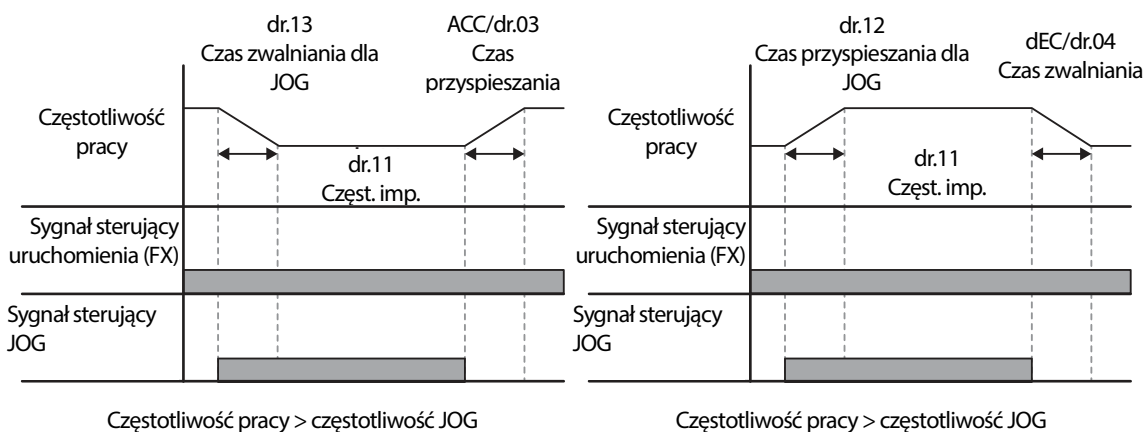 dr.13
Czas zwalniania dla
JOG
ACC/dr.03
Czas
przyspieszania
Częstotliwość
pracy
dr.11
Częst. imp.
Sygnał sterujący
uruchomienia (FX)
Sygnał sterujący
JOG
Częstotliwość pracy > częstotliwość JOG
dr.12
Czas przyspieszania dla
JOG
dEC/dr.04
Czas zwalniania
Częstotliwość
pracy
dr.11
Częst. imp.
Sygnał sterujący
uruchomienia (FX)
Sygnał sterujący
JOG
Częstotliwość pracy > częstotliwość JOG